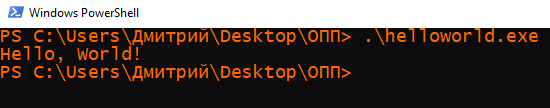 Windows PowerShell
PS C:\Users\Дмитрий\Desktop\ОПП> .\helloworld.exe
Hello, World!
PS C:\Users\Дмитрий\Desktop\ОПП>